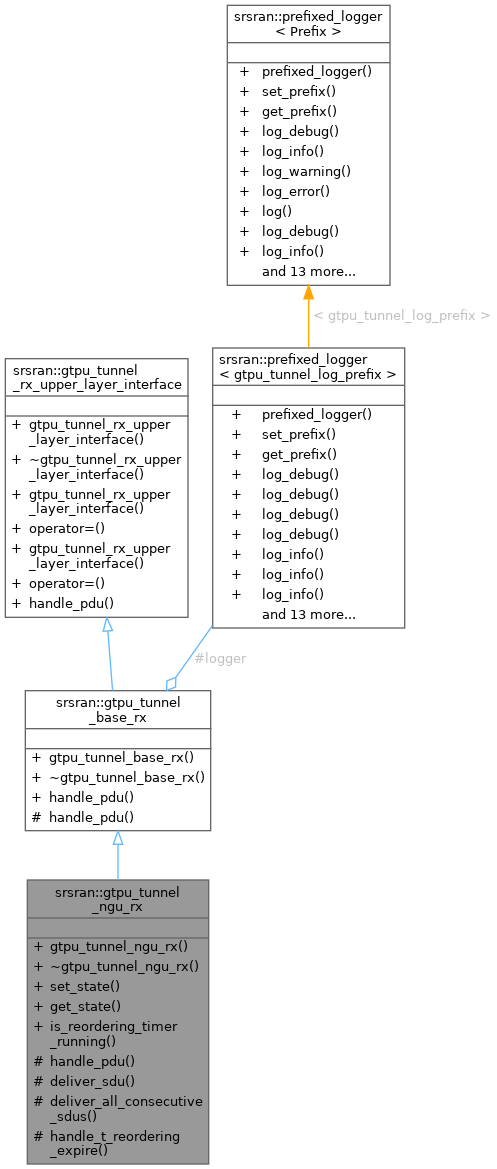 srsran::prefixed_logger
< Prefix >
+ prefixed_logger()
+ set_prefix()
+ get_prefix()
+ log_debug()
+ log_info()
+ log_warning()
+ log_error()
+ log()
+ log_debug()
+ log_info()
and 13 more...
< gtpu_tunnel_log_prefix >
srsran::gtpu_tunnel
_rx_upper_layer_interface
+ gtpu_tunnel_rx_upper
_layer_interface()
+ ~gtpu_tunnel_rx_upper
_layer_interface()
+ gtpu_tunnel_rx_upper
_layer_interface()
+ operator=()
+ gtpu_tunnel_rx_upper
_layer_interface()
+ operator=()
+ handle_pdu()
srsran::prefixed_logger
< gtpu_tunnel_log_prefix >
+ prefixed_logger()
+ set_prefix()
+ get_prefix()
+ log_debug()
+ log_debug()
+ log_debug()
+ log_debug()
+ log_info()
+ log_info()
+ log_info()
and 13 more...
#logger
srsran::gtpu_tunnel
_base_rx
+ gtpu_tunnel_base_rx()
+ ~gtpu_tunnel_base_rx()
+ handle_pdu()
# handle_pdu()
srsran::gtpu_tunnel
_ngu_rx
+ gtpu_tunnel_ngu_rx()
+ ~gtpu_tunnel_ngu_rx()
+ set_state()
+ get_state()
+ is_reordering_timer
_running()
# handle_pdu()
# deliver_sdu()
# deliver_all_consecutive
_sdus()
# handle_t_reordering
_expire()